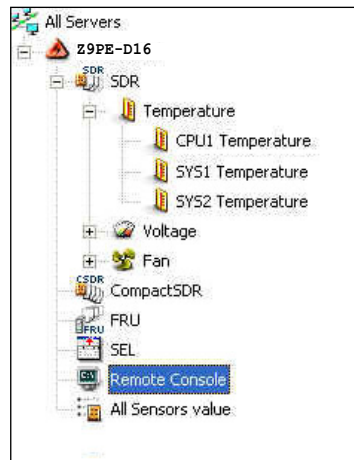 All Servers
Z9PE-D16
SDR SDR
Temperature
CPU1 Temperature
SYS1 Temperature
SYS2 Temperature
Voltage
Fan
CSDR CompactSDR
FRU FRU
SEL
C:\ Remote Console
All Sensors value